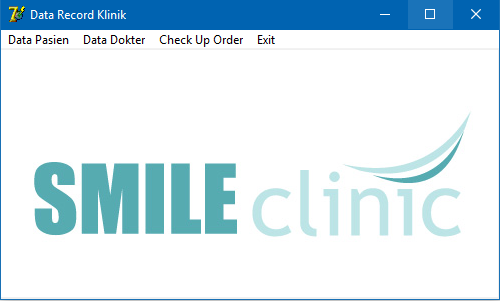 Data Record Klinik
Data Pasien Data Dokter Check Up Order Exit
SMILE clinic